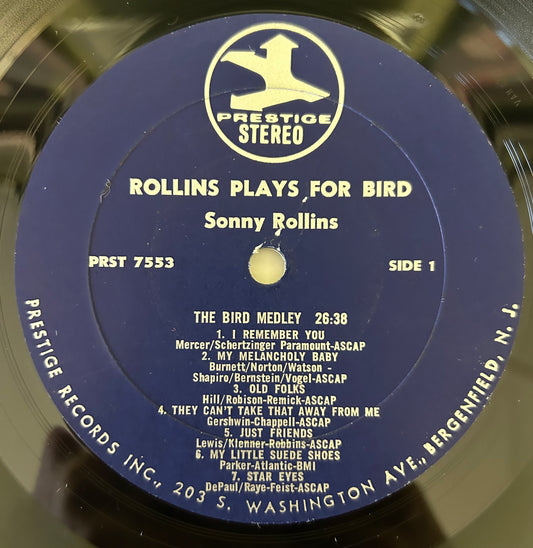 PRESTIGE
STEREO
ROLLINS PLAYS FOR BIRD
Sonny Rollins
PRST 7553
SIDE 1
THE BIRD MEDLEY 26:38
1. I REMEMBER YOU
Mercer/Schertzinger Paramount-ASCAP
2. MY MELANCHOLY BABY
Burnett/Norton/Watson -
Shapiro/Bernstein/Vogel-ASCAP
3. OLD FOLKS
Hill/Robison-Remick-ASCAP
4. THEY CAN'T TAKE THAT AWAY FROM ME
Gershwin-Chappell-ASCAP
5. JUST FRIENDS
Lewis/Klenner-Robbins-ASCAP
6. MY LITTLE SUEDE SHOES
Parker-Atlantic-BMI
7. STAR EYES
DePaul/Raye-Feist-ASCAP
PRESTIGE RECORDS INC., 203 S. WASHINGTON AVE., BERGENFIELD, N. J.